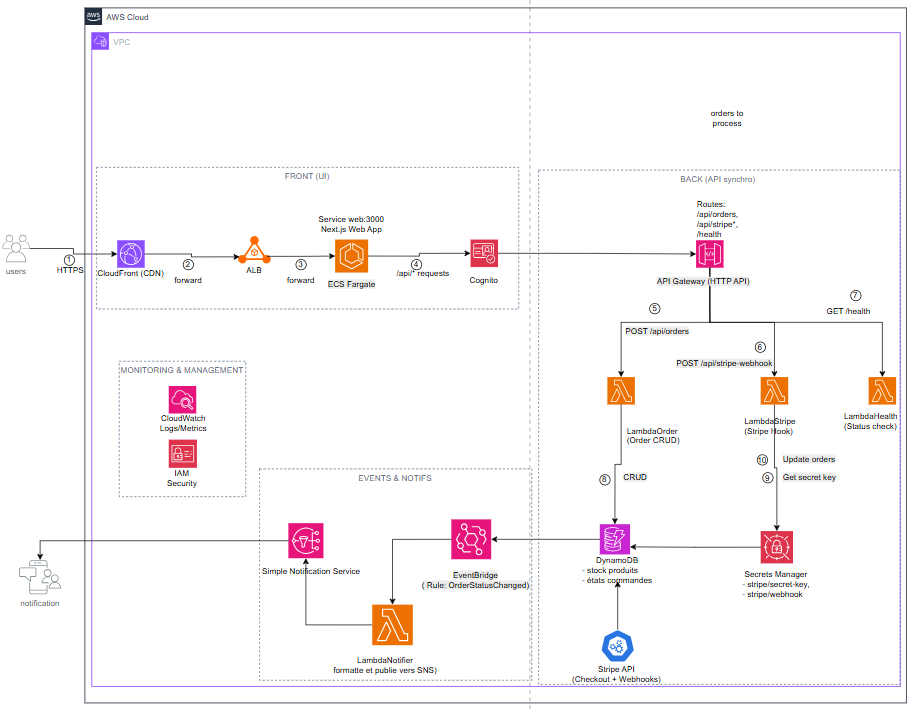 aws
AWS Cloud
VPC
orders to
process
FRONT (UI)
BACK (API synchro)
Routes:
/api/orders,
/api/stripe*,
/health
Service web:3000
Next.js Web App
users
1
HTTPS
CloudFront (CDN)
2
forward
ALB
3
forward
ECS Fargate
4
/api/* requests
Cognito
API Gateway (HTTP API)
5
POST /api/orders
6
POST /api/stripe-webhook
7
GET /health
MONITORING & MANAGEMENT
CloudWatch
Logs/Metrics
IAM
Security
LambdaOrder
(Order CRUD)
LambdaStripe
(Stripe Hook)
LambdaHealth
(Status check)
10
Update orders
9
Get secret key
8
CRUD
EVENTS & NOTIFS
Simple Notification Service
EventBridge
( Rule: OrderStatusChanged)
DynamoDB
- stock produits
- états commandes
Secrets Manager
- stripe/secret-key,
- stripe/webhook
notification
LambdaNotifier
formatte et publie vers SNS)
Stripe API
(Checkout + Webhooks)